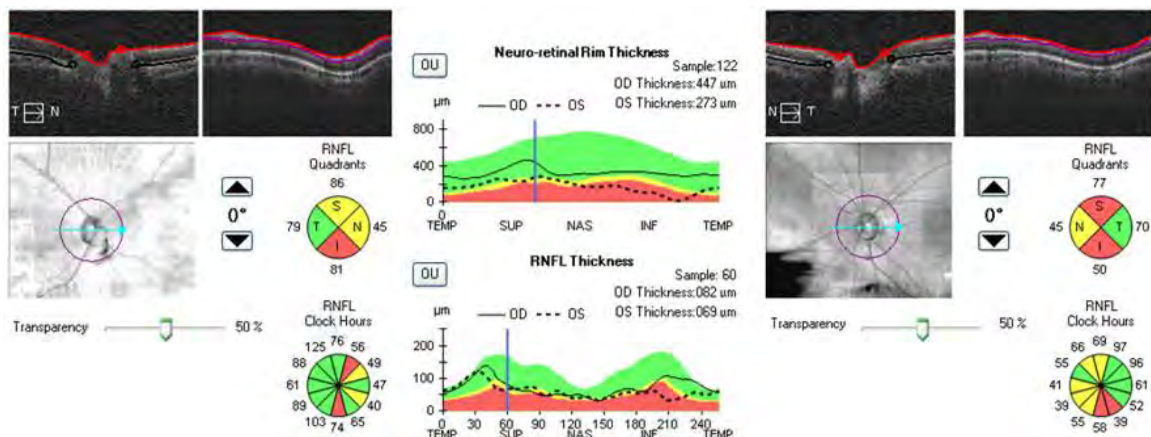 T → N
RNFL
Quadrants
86
S
79 T N 45
I
81
0°
Transparency 50 %
RNFL
Clock Hours
76
125 56
88 49
61 47
89 40
103 65
74
Neuro-retinal Rim Thickness
OU
Sample:122
OD Thickness:447 um
OS Thickness:273 um
µm
OD OS
800
400
0
0
TEMP SUP NAS INF TEMP
RNFL Thickness
OU
Sample: 60
OD Thickness:082 um
OS Thickness:069 um
µm
OD OS
200
100
0
0 30 60 90 120 150 180 210 240
TEMP SUP NAS INF TEMP
N → T
RNFL
Quadrants
77
S
45 N T 70
I
50
0°
Transparency 50 %
RNFL
Clock Hours
69
66 97
55 96
41 61
39 52
55 39
58